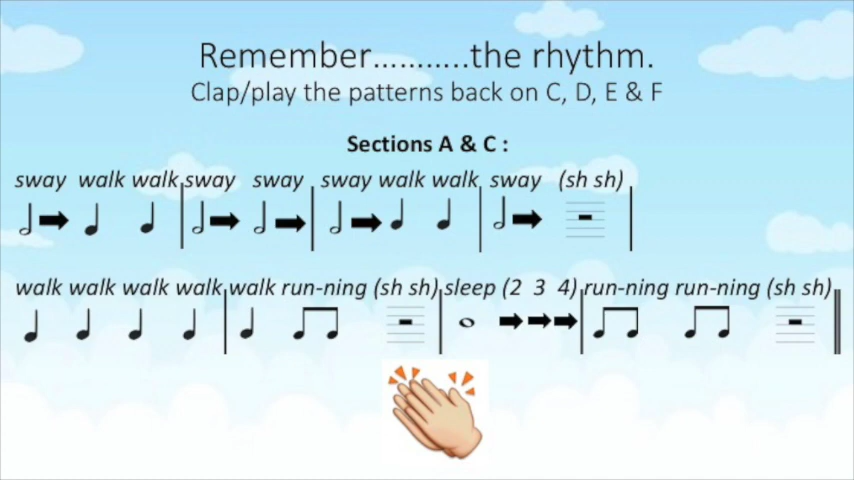 Remember………..the rhythm.
Clap/play the patterns back on C, D, E & F
Sections A & C :
sway walk walk sway sway sway walk walk sway (sh sh)
walk walk walk walk walk run-ning (sh sh) sleep (2 3 4) run-ning run-ning (sh sh)